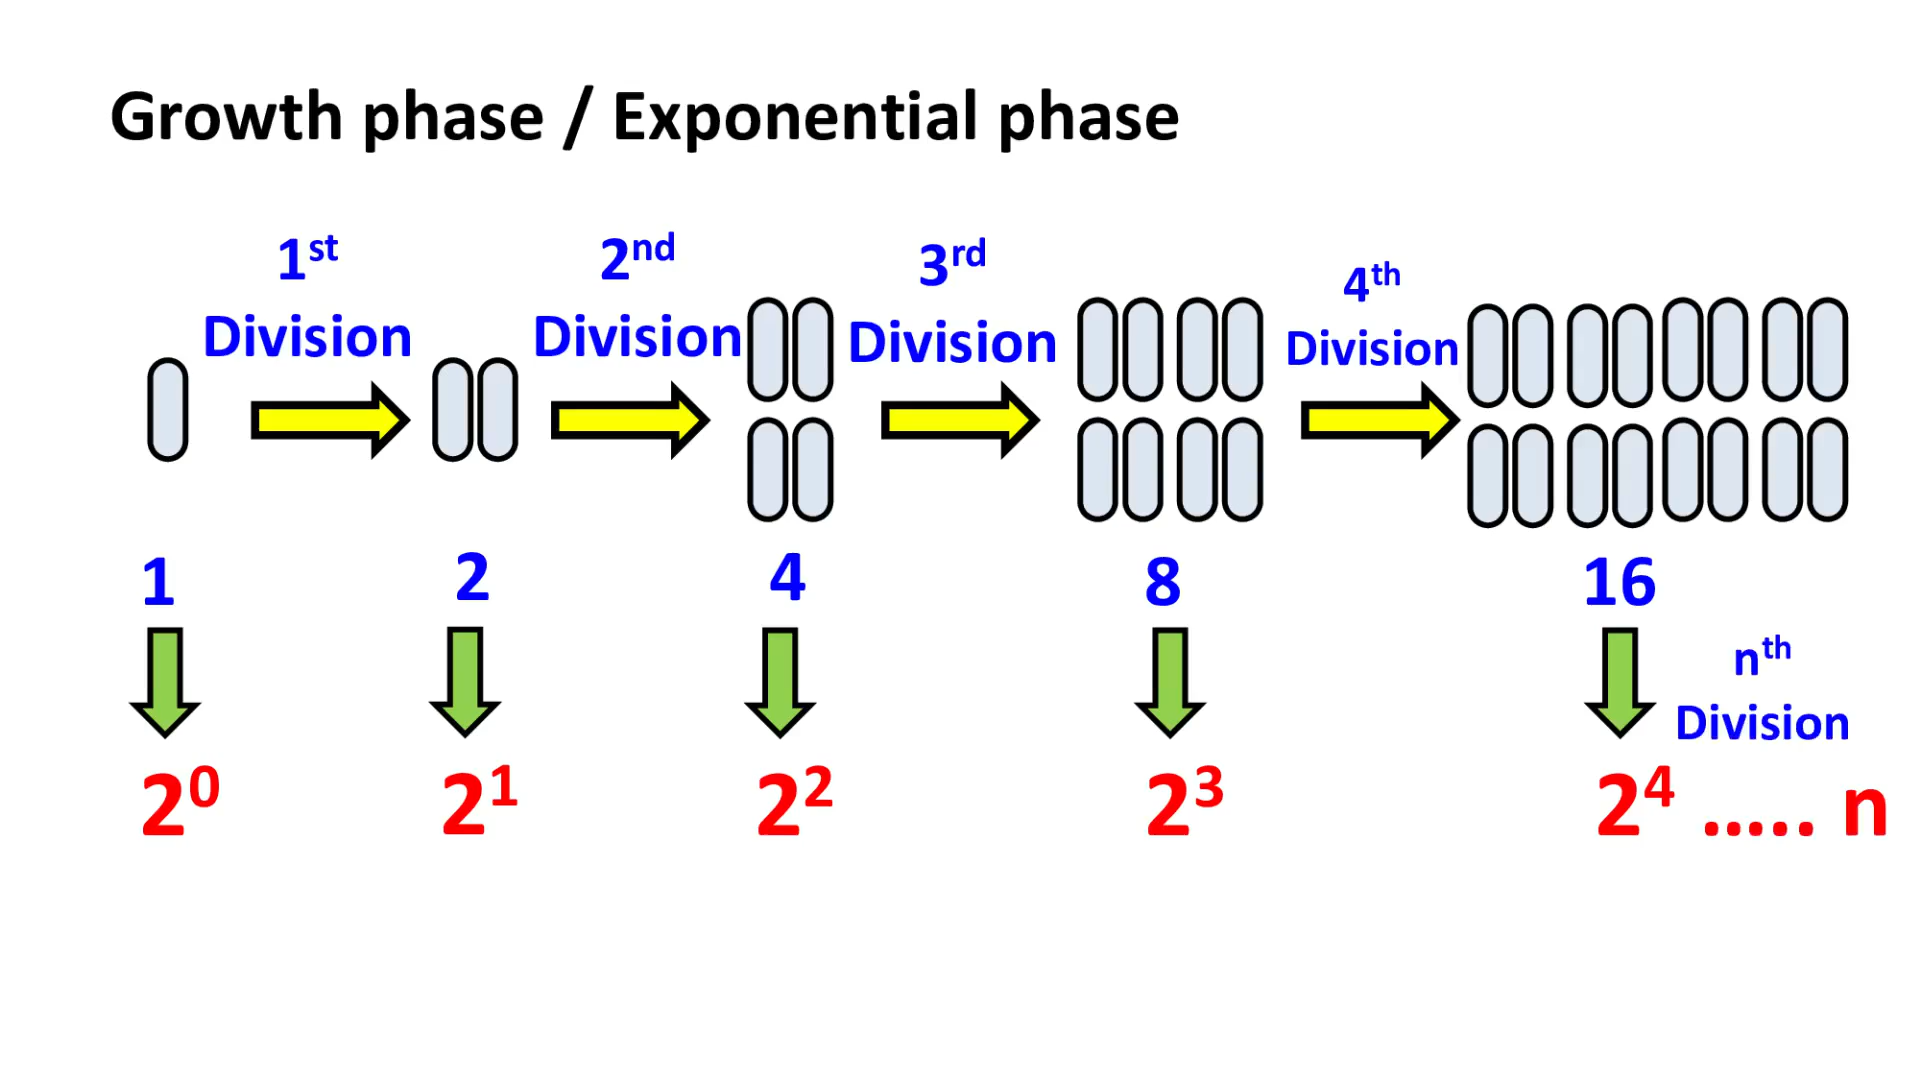 Growth phase / Exponential phase
1st Division
2nd Division
3rd Division
4th Division
1 2 4 8 16
nth Division
2⁰ 2¹ 2² 2³ 2⁴ ..... n